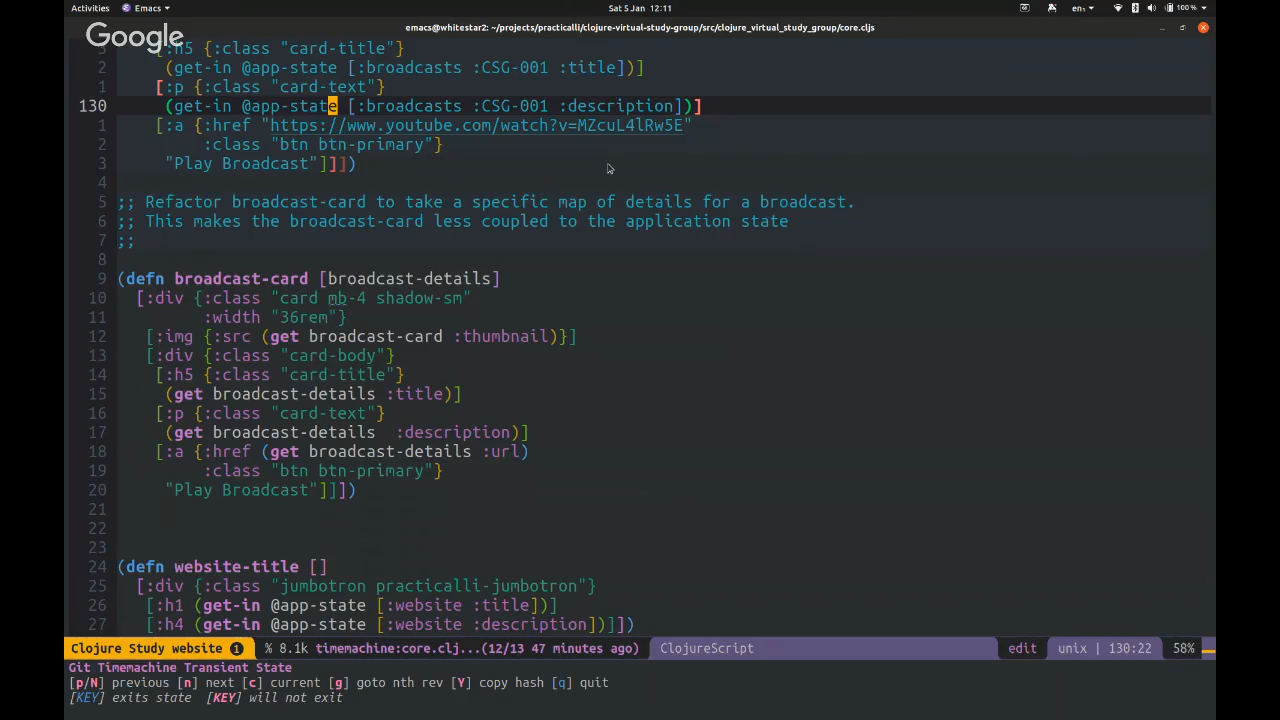 Activities Emacs Sat 5 Jan 12:11 en₁ 100 %
emacs@whitestar2: ~/projects/practicalli/clojure-virtual-study-group/src/clojure_virtual_study_group/core.cljs
Google
3 [:h5 {:class "card-title"}
2 (get-in @app-state [:broadcasts :CSG-001 :title])]
1 [:p {:class "card-text"}
130 (get-in @app-state [:broadcasts :CSG-001 :description])]
1 [:a {:href "https://www.youtube.com/watch?v=MZcuL4lRw5E"
2 :class "btn btn-primary"}
3 "Play Broadcast"]]])
4
5 ;; Refactor broadcast-card to take a specific map of details for a broadcast.
6 ;; This makes the broadcast-card less coupled to the application state
7 ;;
8
9 (defn broadcast-card [broadcast-details]
10 [:div {:class "card mb-4 shadow-sm"
11 :width "36rem"}
12 [:img {:src (get broadcast-card :thumbnail)}]
13 [:div {:class "card-body"}
14 [:h5 {:class "card-title"}
15 (get broadcast-details :title)]
16 [:p {:class "card-text"}
17 (get broadcast-details  :description)]
18 [:a {:href (get broadcast-details :url)
19 :class "btn btn-primary"}
20 "Play Broadcast"]]])
21
22
23
24 (defn website-title []
25 [:div {:class "jumbotron practicalli-jumbotron"}
26 [:h1 (get-in @app-state [:website :title])]
27 [:h4 (get-in @app-state [:website :description])]])
Clojure Study website 1 % 8.1k timemachine:core.clj...(12/13 47 minutes ago) ClojureScript edit unix | 130:22 58%
Git Timemachine Transient State
[p/N] previous [n] next [c] current [g] goto nth rev [Y] copy hash [q] quit
[KEY] exits state [KEY] will not exit